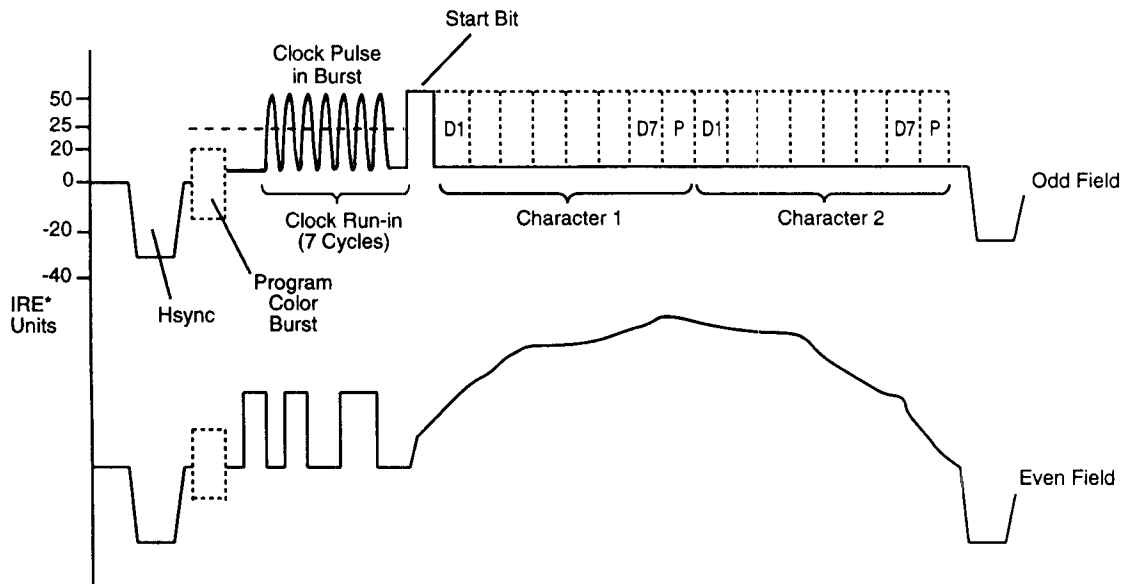 Start Bit
Clock Pulse
in Burst
50
25
20
0
-20
-40
IRE*
Units
D1
D7
P
D1
D7
P
Odd Field
Clock Run-in
(7 Cycles)
Character 1
Character 2
Hsync
Program
Color
Burst
Even Field